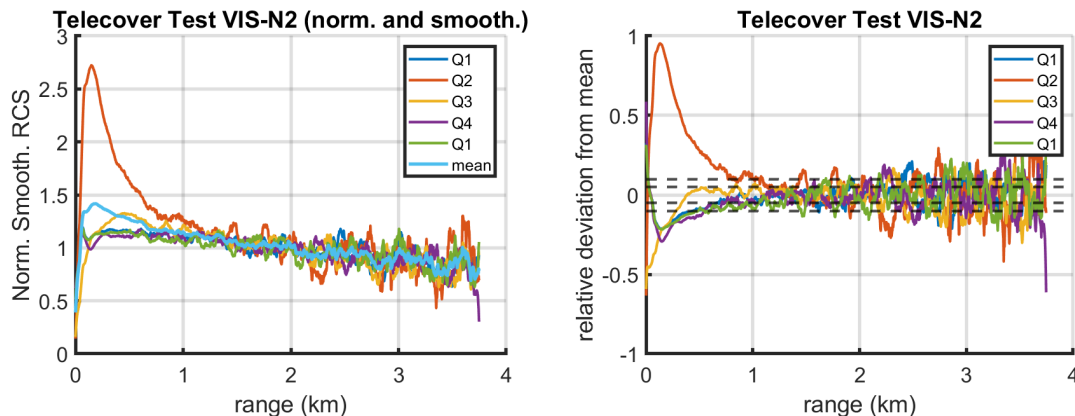 Telecover Test VIS-N2 (norm. and smooth.)
Norm. Smooth. RCS
3
2.5
2
1.5
1
0.5
0
0
1
2
3
4
range (km)
Q1
Q2
Q3
Q4
Q1
mean
Telecover Test VIS-N2
relative deviation from mean
1
0.5
0
-0.5
-1
0
1
2
3
4
range (km)
Q1
Q2
Q3
Q4
Q1